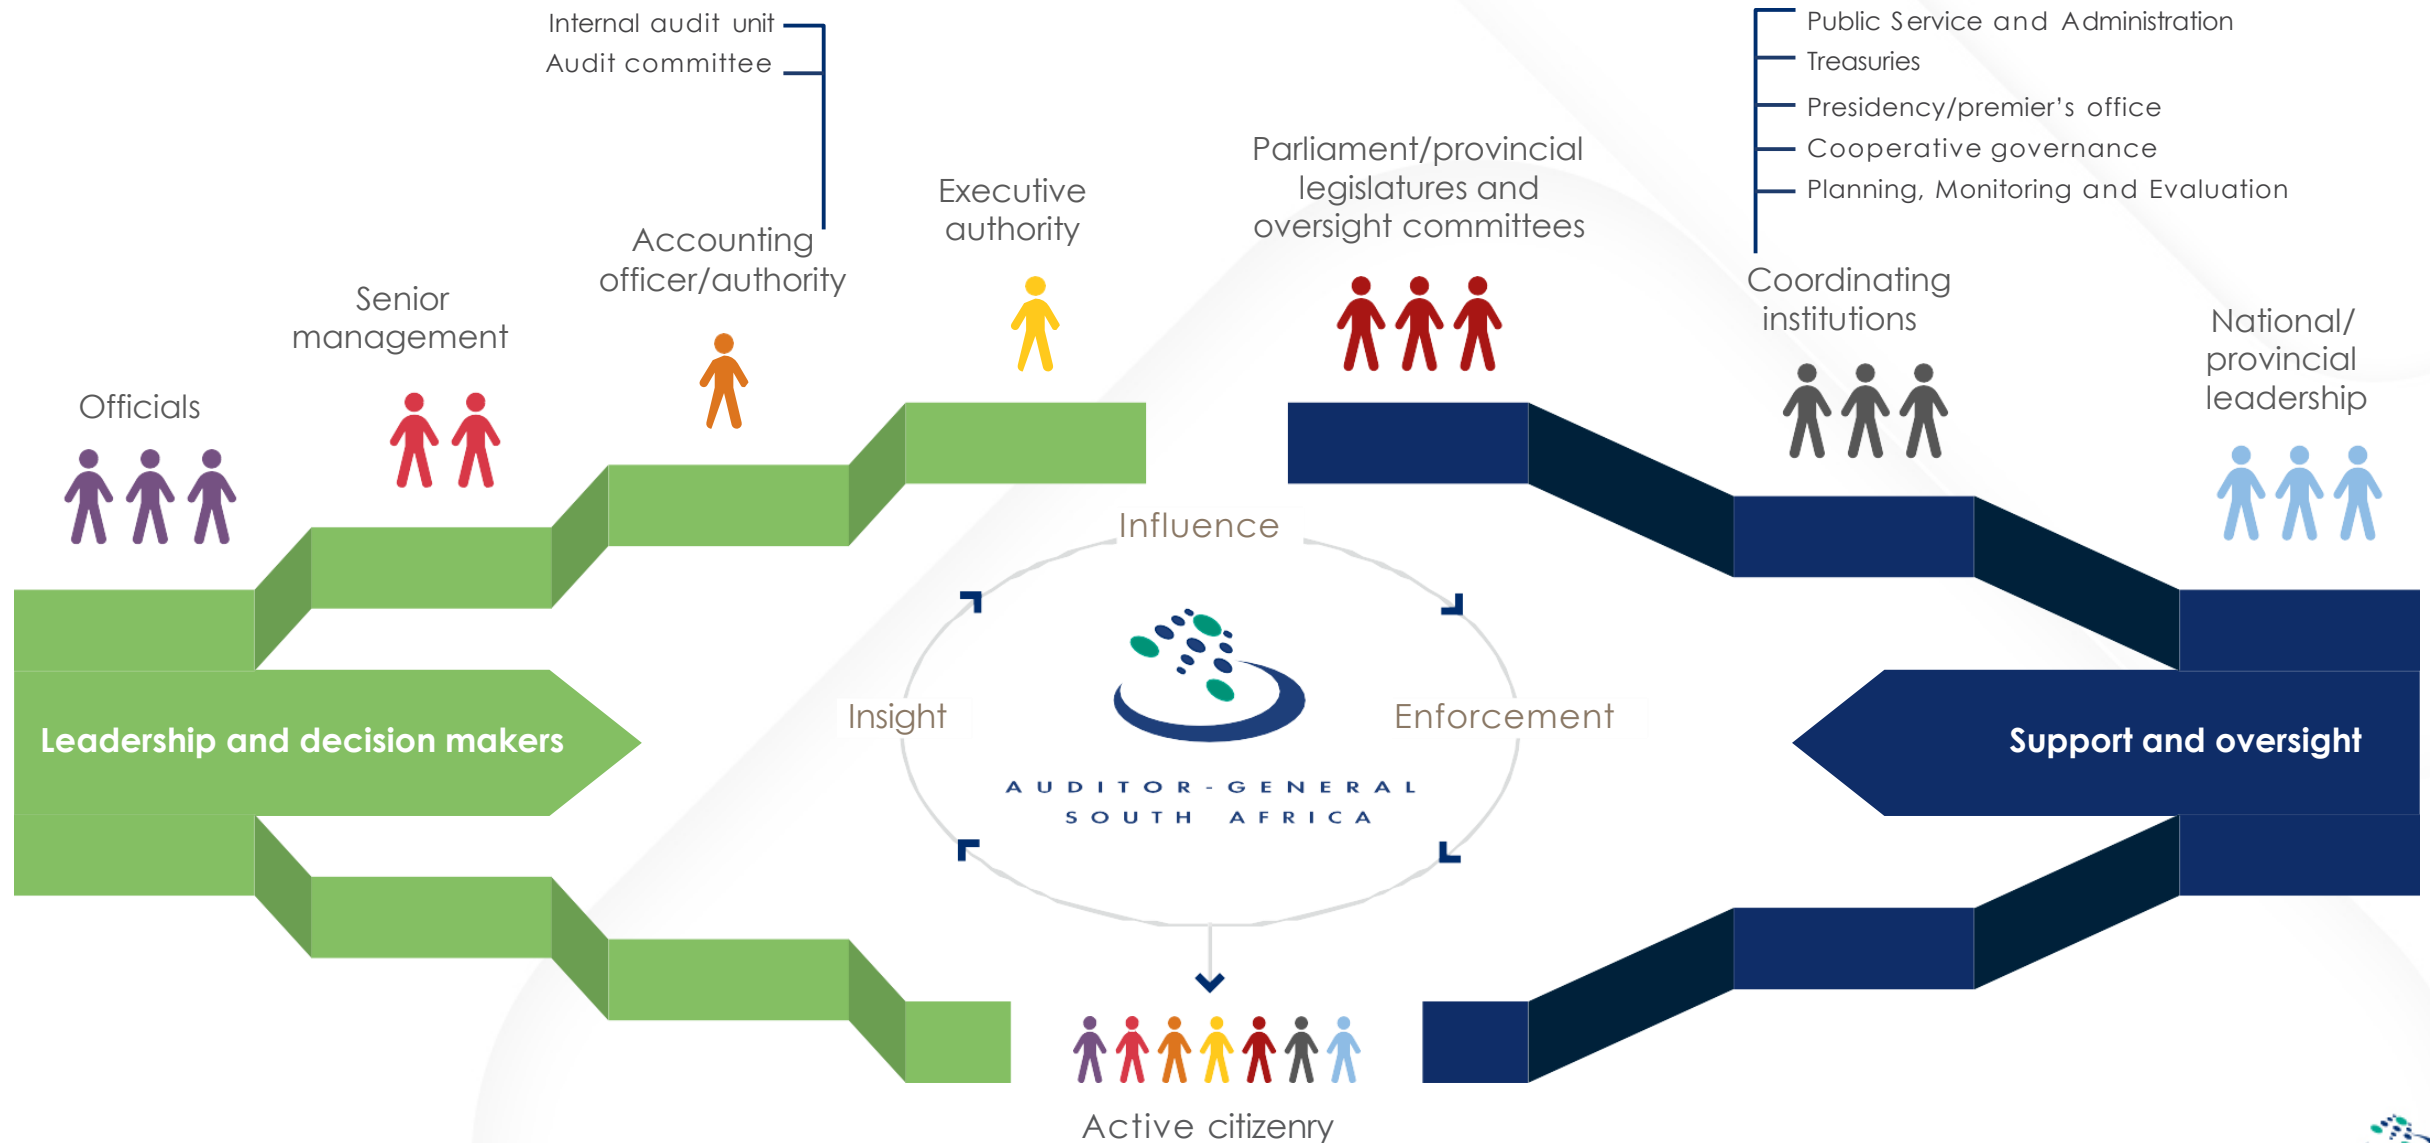 Internal audit unit
Audit committee
Public Service and Administration
Treasuries
Presidency/premier's office
Cooperative governance
Planning, Monitoring and Evaluation
Officials
Senior
management
Accounting
officer/authority
Executive
authority
Parliament/provincial
legislatures and
oversight committees
Coordinating
institutions
National/
provincial
leadership
Influence
Insight
Enforcement
AUDITOR-GENERAL
SOUTH AFRICA
Leadership and decision makers
Support and oversight
Active citizenry